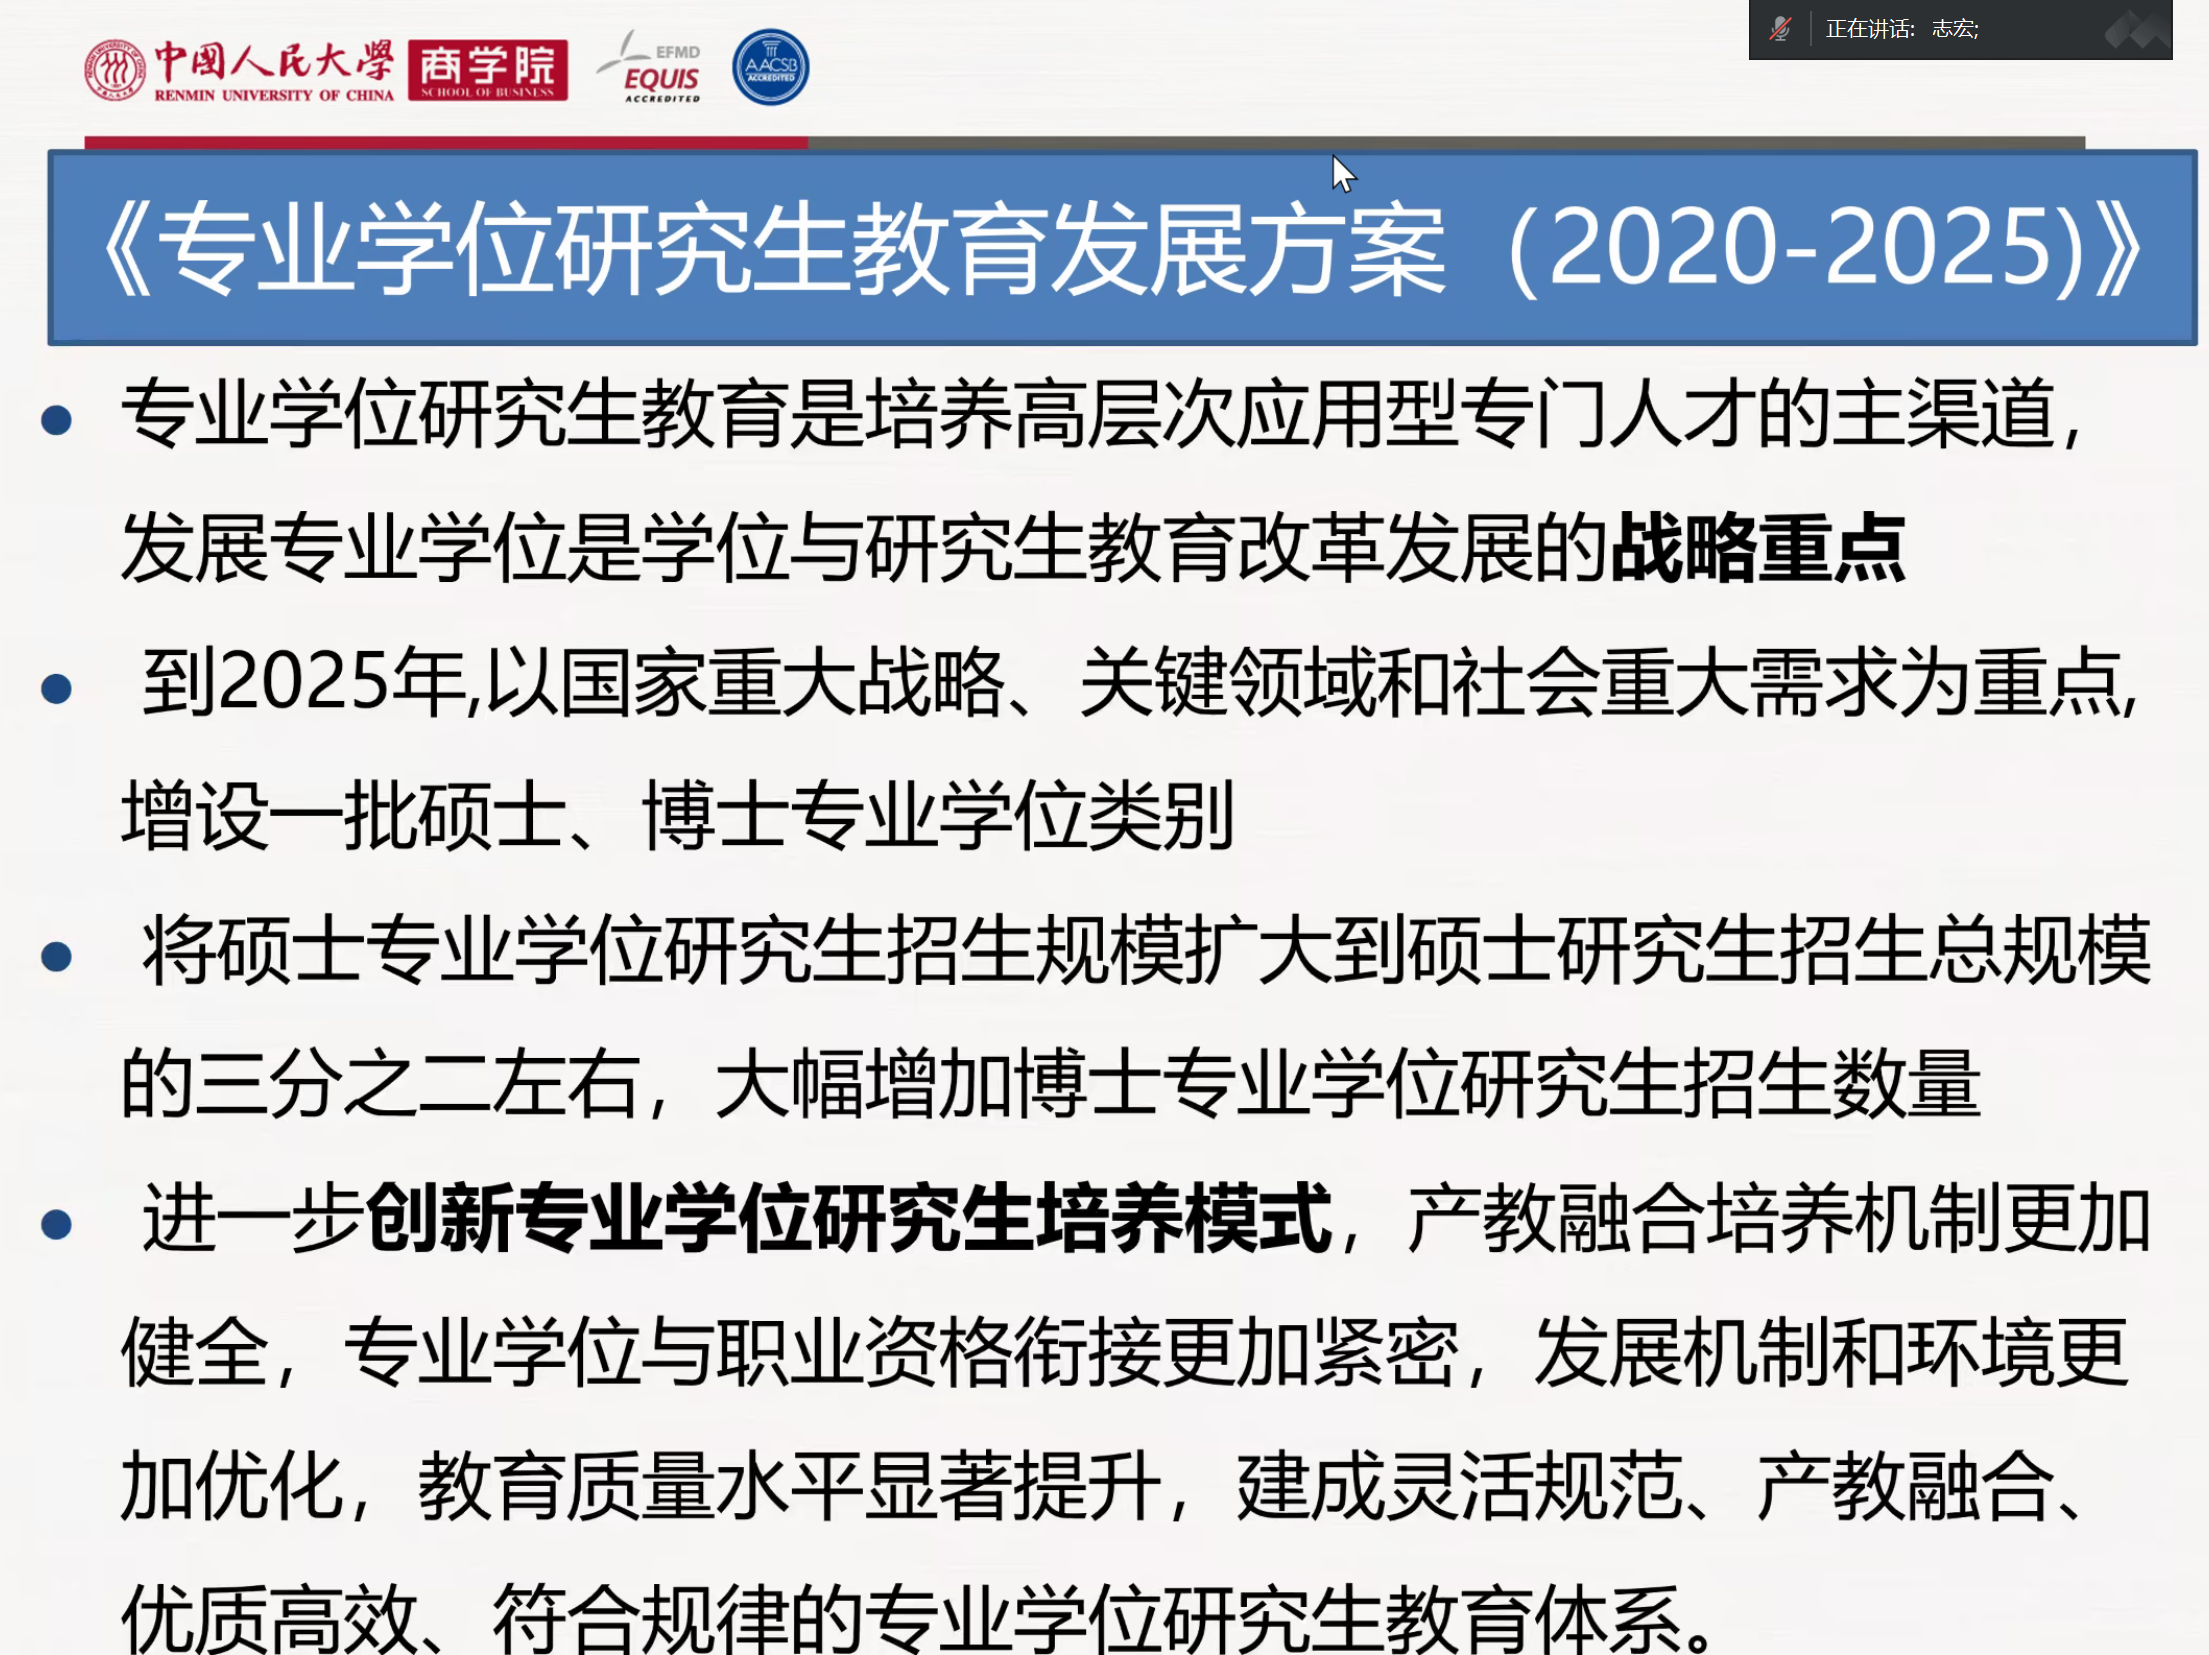 正在讲话: 志宏;
中國人民大學
RENMIN UNIVERSITY OF CHINA
商学院
SCHOOL OF BUSINESS
EFMD
EQUIS
ACCREDITED
AACSB
ACCREDITED
《专业学位研究生教育发展方案（2020-2025)》
专业学位研究生教育是培养高层次应用型专门人才的主渠道，
发展专业学位是学位与研究生教育改革发展的战略重点
到2025年,以国家重大战略、关键领域和社会重大需求为重点,
增设一批硕士、博士专业学位类别
将硕士专业学位研究生招生规模扩大到硕士研究生招生总规模
的三分之二左右，大幅增加博士专业学位研究生招生数量
进一步创新专业学位研究生培养模式，产教融合培养机制更加
健全，专业学位与职业资格衔接更加紧密，发展机制和环境更
加优化，教育质量水平显著提升，建成灵活规范、产教融合、
优质高效、符合规律的专业学位研究生教育体系。